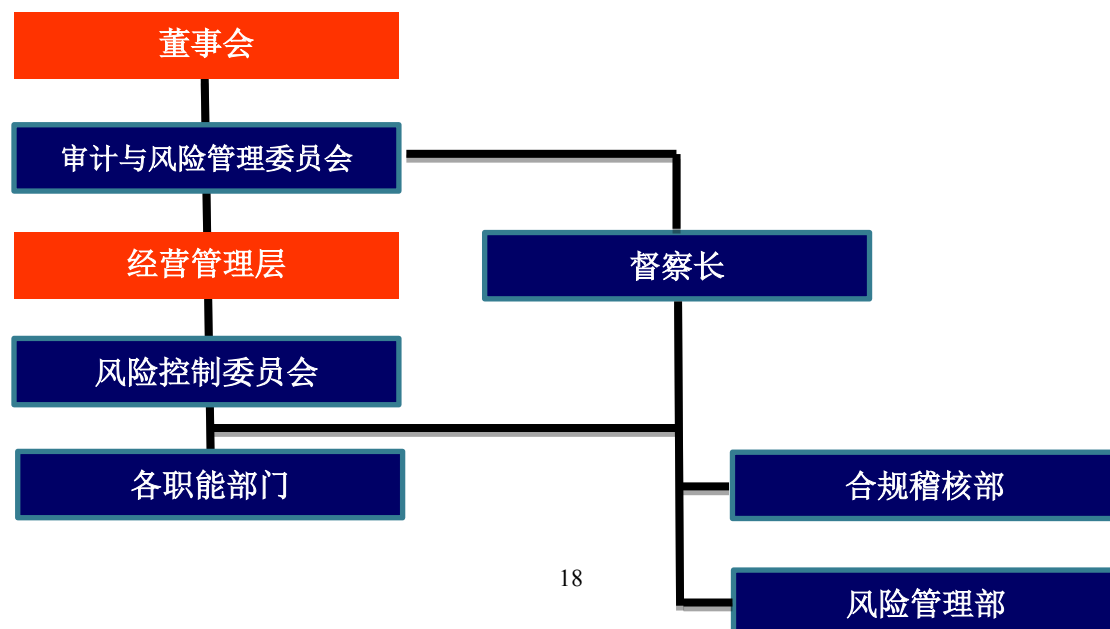 董事会
审计与风险管理委员会
经营管理层
督察长
风险控制委员会
各职能部门
合规稽核部
18
风险管理部